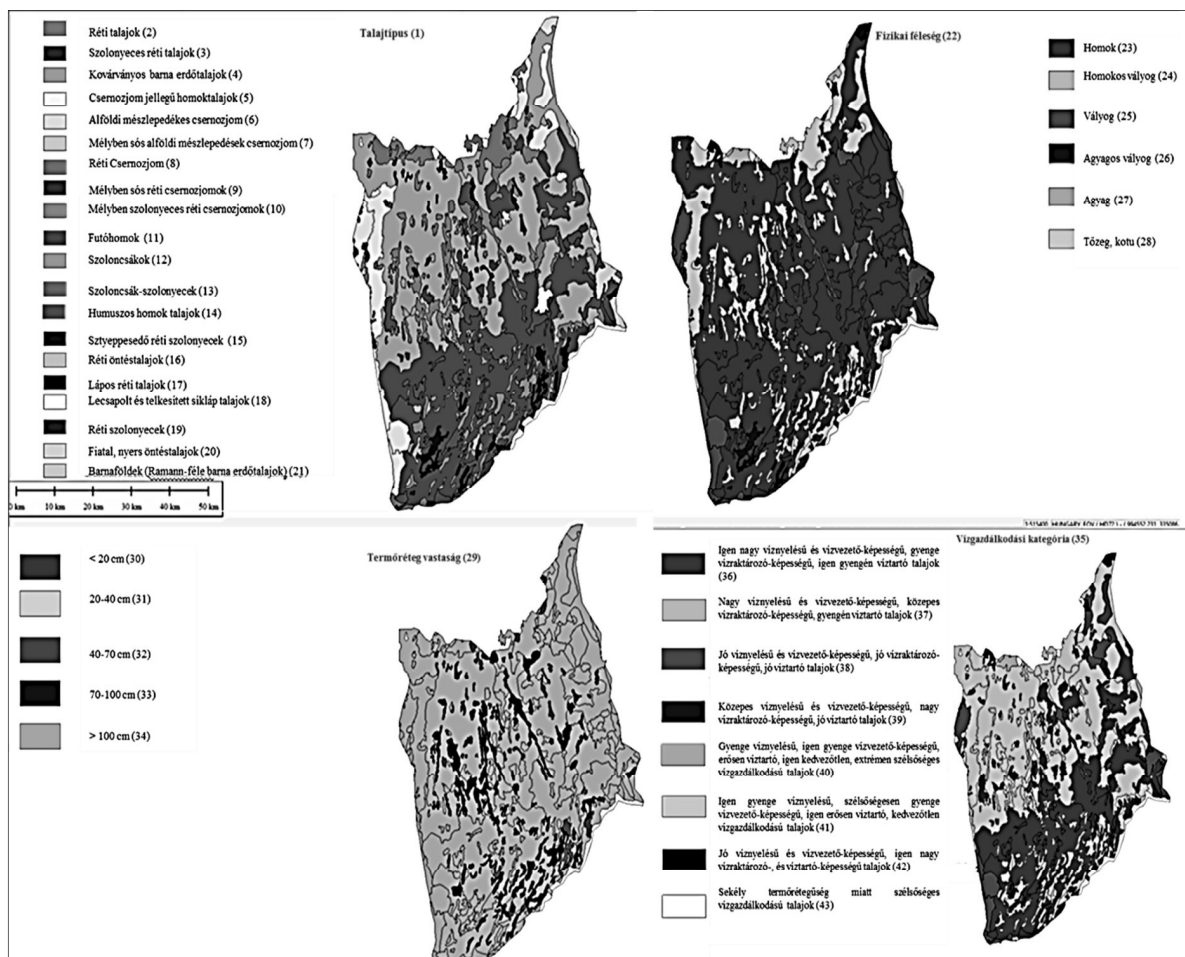 Talajtípus (1)
Réti talajok (2)
Szolonyeces réti talajok (3)
Kovárványos barna erdőtalajok (4)
Csernozjom jellegű homoktalajok (5)
Alföldi mészlepedékes csernozjom (6)
Mélyben sós alföldi mészlepedések csernozjom (7)
Réti Csernozjom (8)
Mélyben sós réti csernozjomok (9)
Mélyben szolonyeces réti csernozjomok (10)
Futóhomok (11)
Szoloncsákok (12)
Szoloncsák-szolonyecek (13)
Humuszos homok talajok (14)
Sztyeppesedő réti szolonyecek (15)
Réti öntéstalajok (16)
Lápos réti talajok (17)
Lecsapolt és telkesített síkláp talajok (18)
Réti szolonyecek (19)
Fiatal, nyers öntéstalajok (20)
Barnaföldek (Ramann-féle barna erdőtalajok) (21)
0 km 10 km 20 km 30 km 40 km 50 km
Fizikai féleség (22)
Homok (23)
Homokos vályog (24)
Vályog (25)
Agyagos vályog (26)
Agyag (27)
Tőzeg, kotu (28)
Termőréteg vastaság (29)
< 20 cm (30)
20-40 cm (31)
40-70 cm (32)
70-100 cm (33)
> 100 cm (34)
Vízgazdálkodási kategória (35)
Igen nagy víznyelésű és vízvezető-képességű, gyenge
vízraktározó-képességű, igen gyengén víztartó talajok
(36)
Nagy víznyelésű és vízvezető-képességű, közepes
vízraktározó-képességű, gyengén víztartó talajok (37)
Jó víznyelésű és vízvezető-képességű, jó vízraktározó-
képességű, jó víztartó talajok (38)
Közepes víznyelésű és vízvezető-képességű, nagy
vízraktározó-képességű, jó víztartó talajok (39)
Gyenge víznyelésű, igen gyenge vízvezető-képességű,
erősen víztartó, igen kedvezőtlen, extrémen szélsőséges
vízgazdálkodású talajok (40)
Igen gyenge víznyelésű, szélsőségesen gyenge
vízvezető-képességű, igen erősen víztartó, kedvezőtlen
vízgazdálkodású talajok (41)
Jó víznyelésű és vízvezető-képességű, igen nagy
vízraktározó-, és víztartó-képességű talajok (42)
Sekély termőrétegűség miatt szélsőséges
vízgazdálkodású talajok (43)